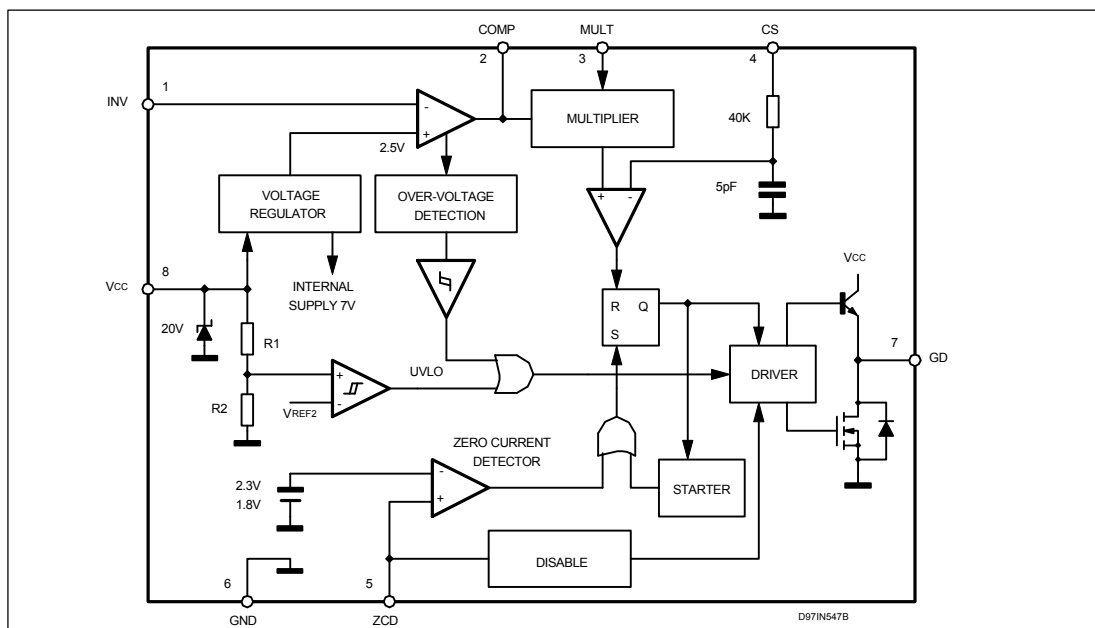 COMP
MULT
CS
2
3
4
1
INV
-
+
2.5V
MULTIPLIER
40K
5pF
VOLTAGE
REGULATOR
OVER-VOLTAGE
DETECTION
+ -
8
VCC
INTERNAL
SUPPLY 7V
R Q
S
VCC
20V
R1
7
GD
DRIVER
UVLO
+
-
R2
VREF2
ZERO CURRENT
DETECTOR
2.3V
1.8V
-
+
STARTER
DISABLE
6
5
GND
ZCD
D97IN547B